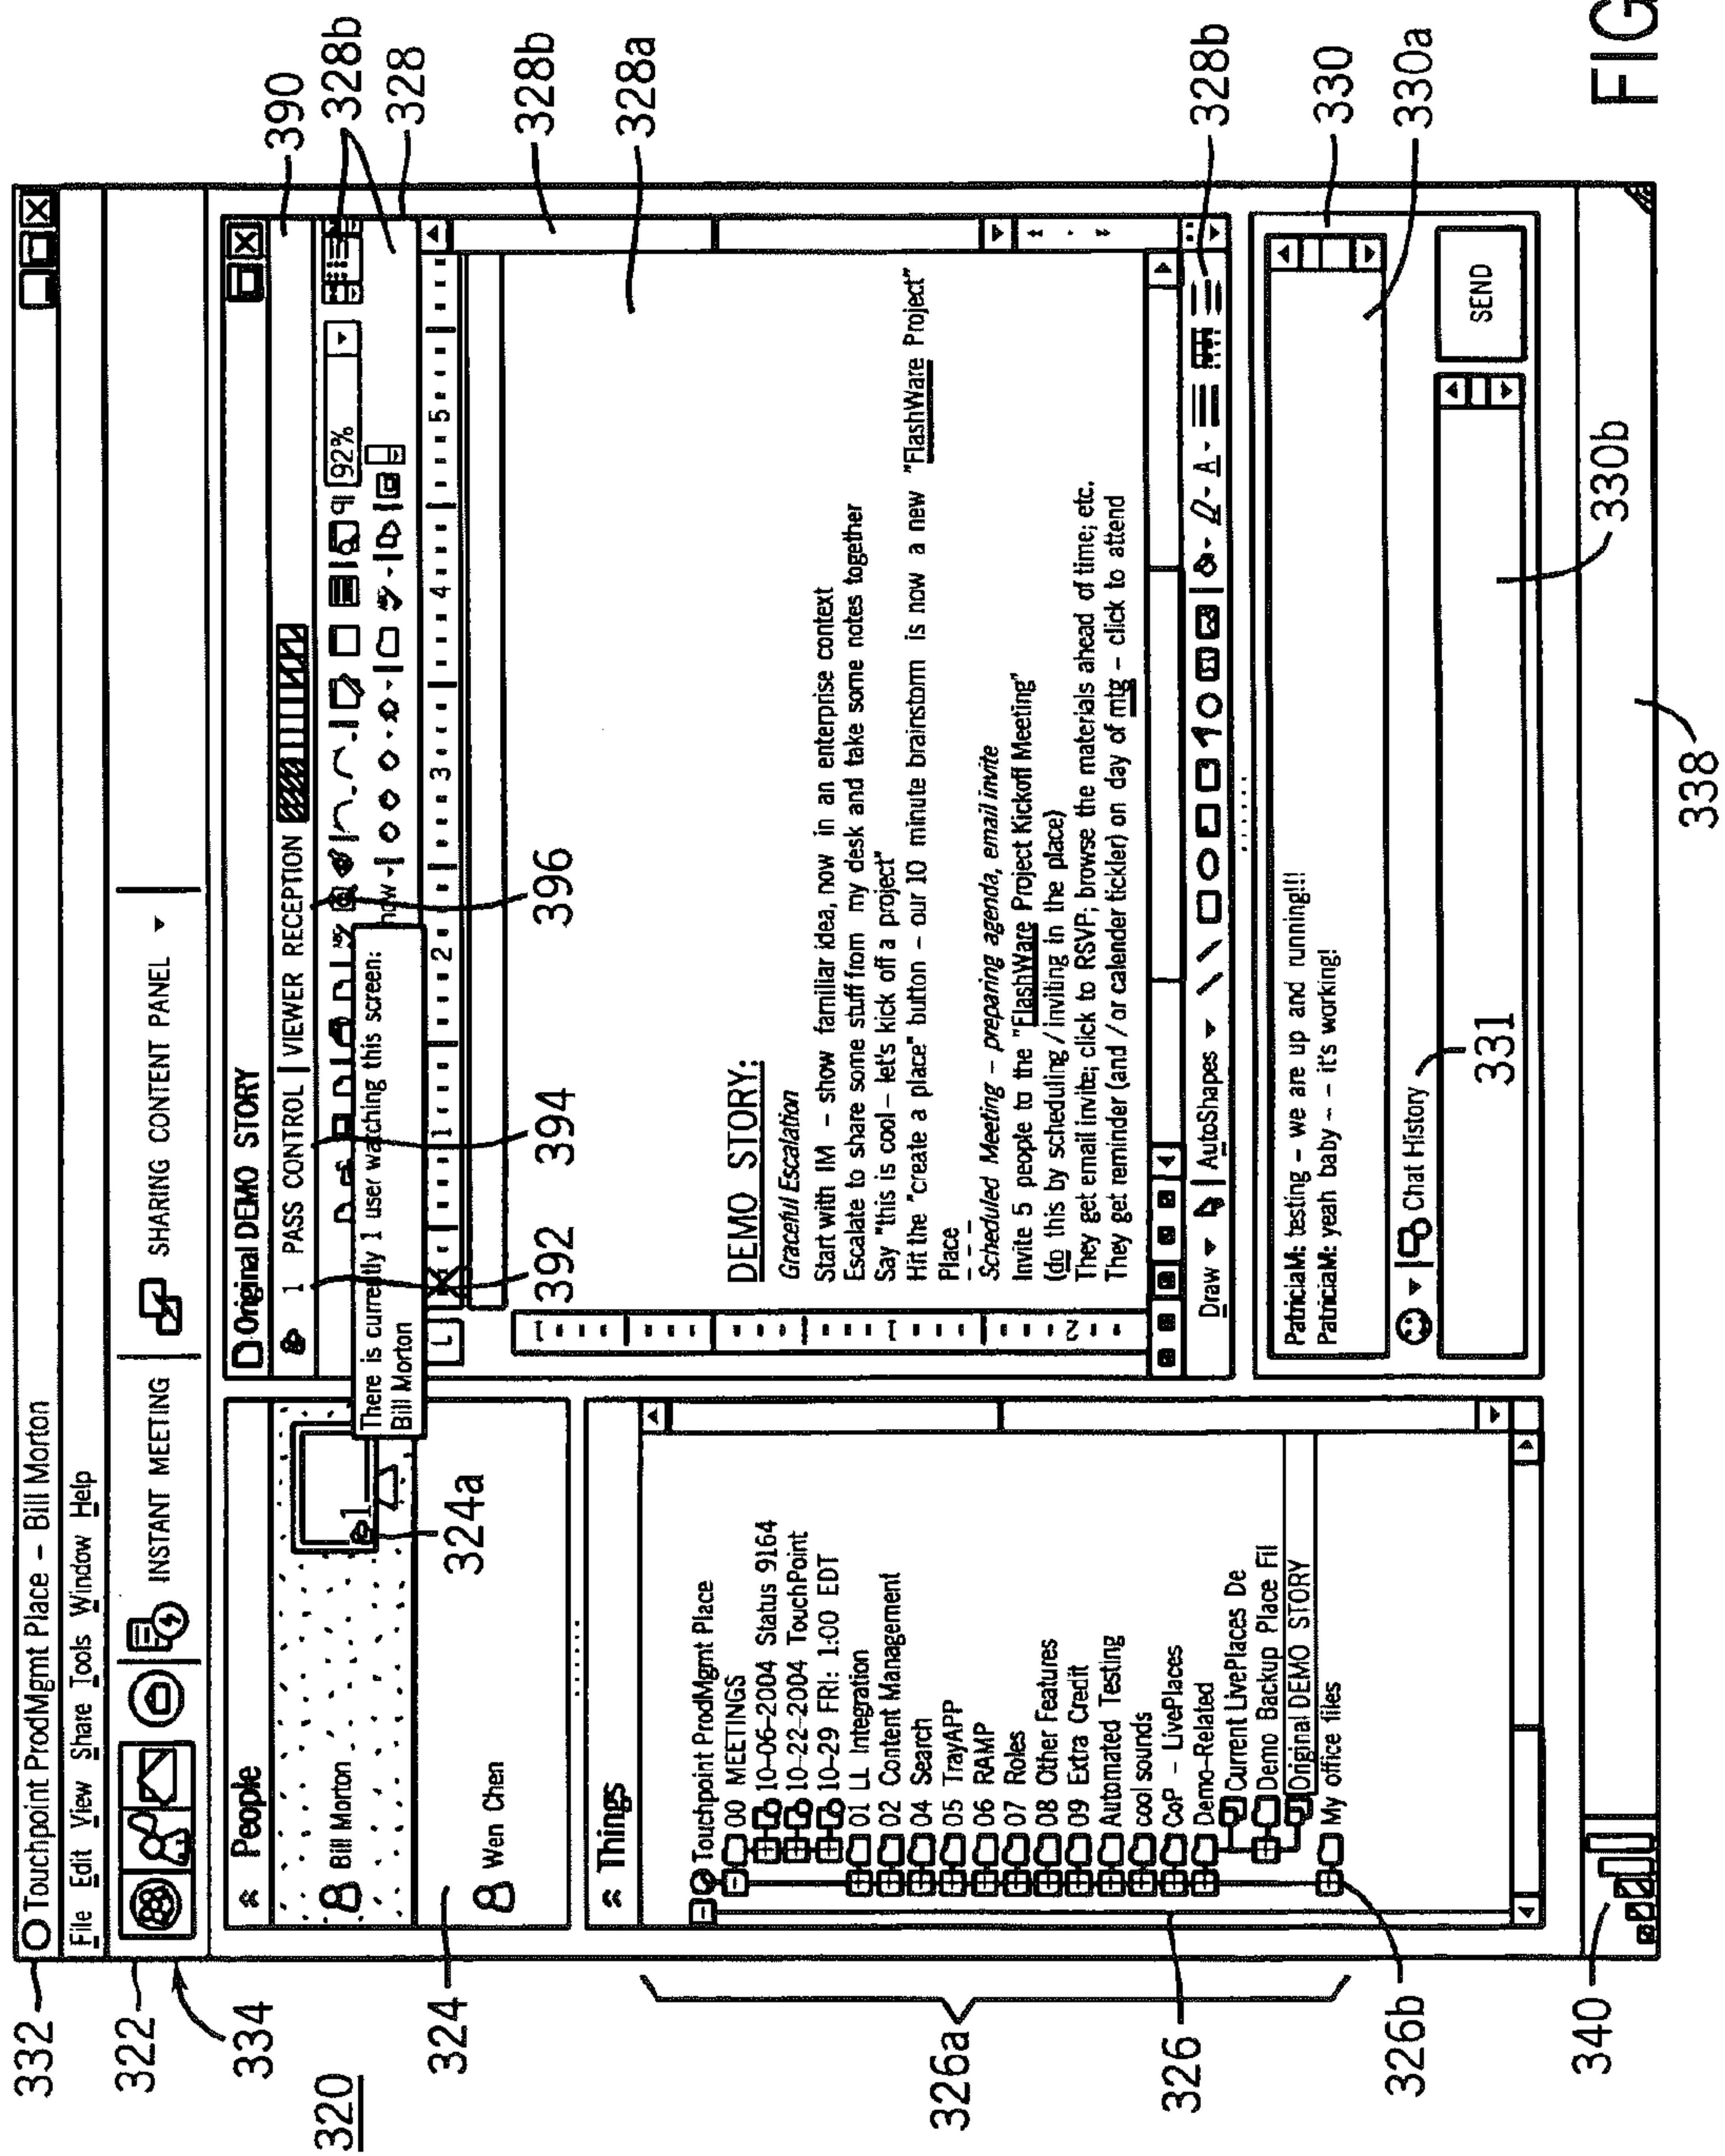 332
Touchpoint ProdMgmt Place – Bill Morton
File Edit View Share Tools Window Help
322
334
INSTANT MEETING
SHARING CONTENT PANEL
320
People
Bill Morton
1
324a
324
Wen Chen
Things
Touchpoint ProdMgmt Place
00 MEETINGS
10-06-2004 Status 9164
10-22-2004 TouchPoint
10-29 FRI: 1:00 EDT
01 LL Integration
02 Content Management
04 Search
05 TrayAPP
06 RAMP
07 Roles
08 Other Features
09 Extra Credit
Automated Testing
cool sounds
CoP – LivePlaces
Demo-Related
Current LivePlaces De
Demo Backup Place Fil
Original DEMO STORY
My office files
326a
326
326b
340
Original DEMO STORY
1 PASS CONTROL | VIEWER RECEPTION
390
92%
328b
how
There is currently 1 user watching this screen:
Bill Morton
328
L
1 2 3 4 5
392
394
396
328b
328a
1
1
2
DEMO STORY:
Graceful Escalation
Start with IM – show familiar idea, now in an enterprise context
Escalate to share some stuff from my desk and take some notes together
Say "this is cool – let's kick off a project"
Hit the "create a place" button – our 10 minute brainstorm is now a new "FlashWare Project"
Place
– – –
Scheduled Meeting – preparing agenda, email invite
Invite 5 people to the "FlashWare Project Kickoff Meeting"
(do this by scheduling / inviting in the place)
They get email invite; click to RSVP; browse the materials ahead of time; etc.
They get reminder (and / or calender tickler) on day of mtg – click to attend
Draw AutoShapes A
328b
PatriciaM: testing – we are up and running!!!
PatriciaM: yeah baby ~ – it's working!
330
330a
Chat History
331
SEND
330b
338
FIG